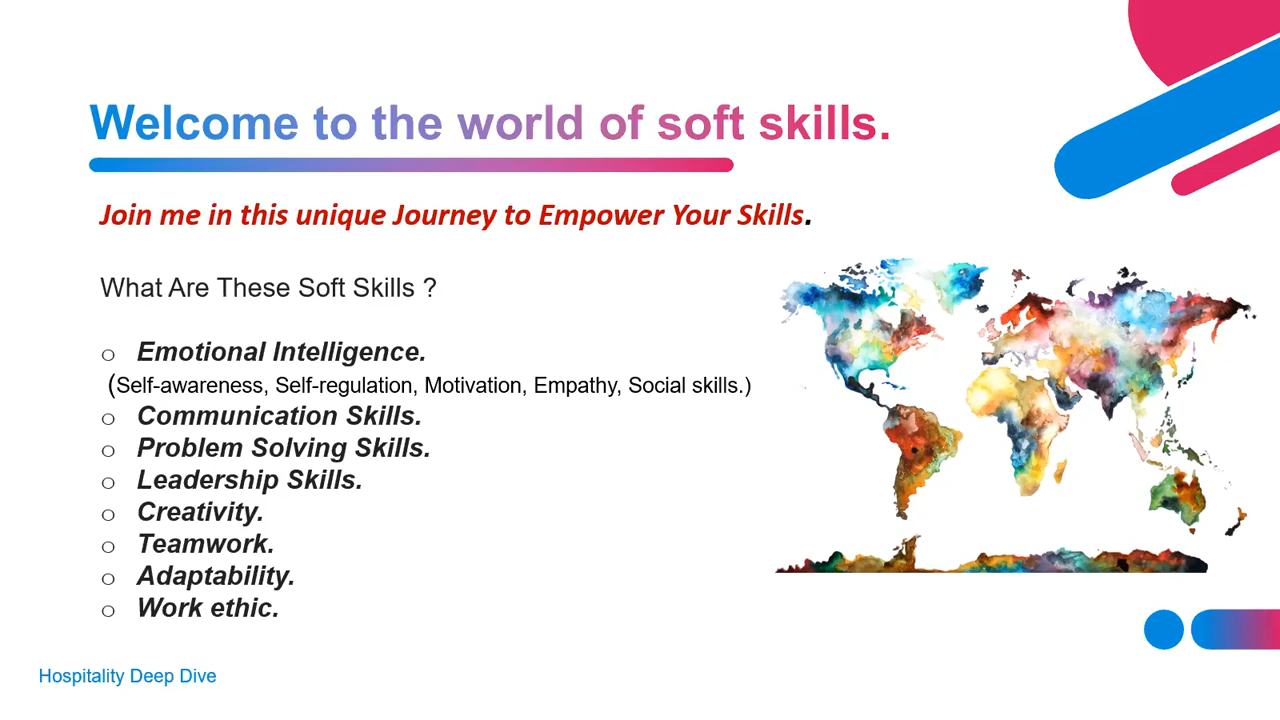 Welcome to the world of soft skills.
Join me in this unique Journey to Empower Your Skills.
What Are These Soft Skills ?
o Emotional Intelligence.
(Self-awareness, Self-regulation, Motivation, Empathy, Social skills.)
o Communication Skills.
o Problem Solving Skills.
o Leadership Skills.
o Creativity.
o Teamwork.
o Adaptability.
o Work ethic.
Hospitality Deep Dive